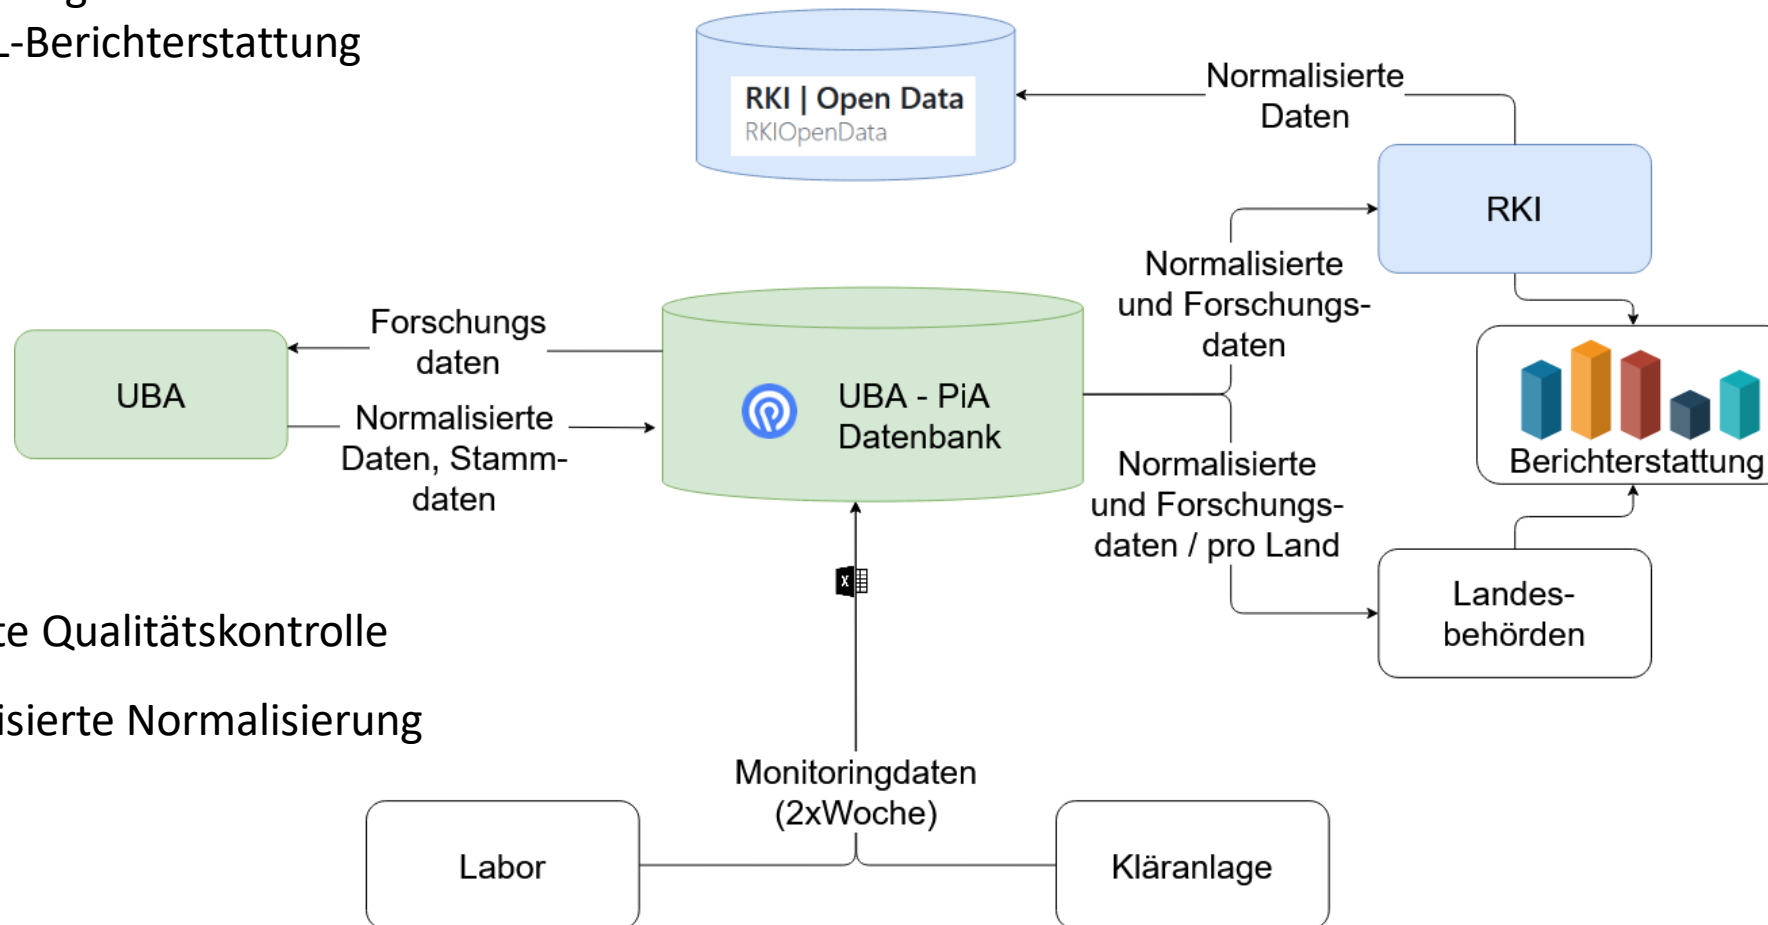 L-Berichterstattung
RKI | Open Data
RKIOpenData
Normalisierte
Daten
RKI
Normalisierte
und Forschungs-
daten
Forschungs
daten
UBA
Normalisierte
Daten, Stamm-
daten
UBA - PiA
Datenbank
Berichterstattung
Normalisierte
und Forschungs-
daten / pro Land
Landes-
behörden
X
te Qualitätskontrolle
isierte Normalisierung
Monitoringdaten
(2xWoche)
Labor
Kläranlage